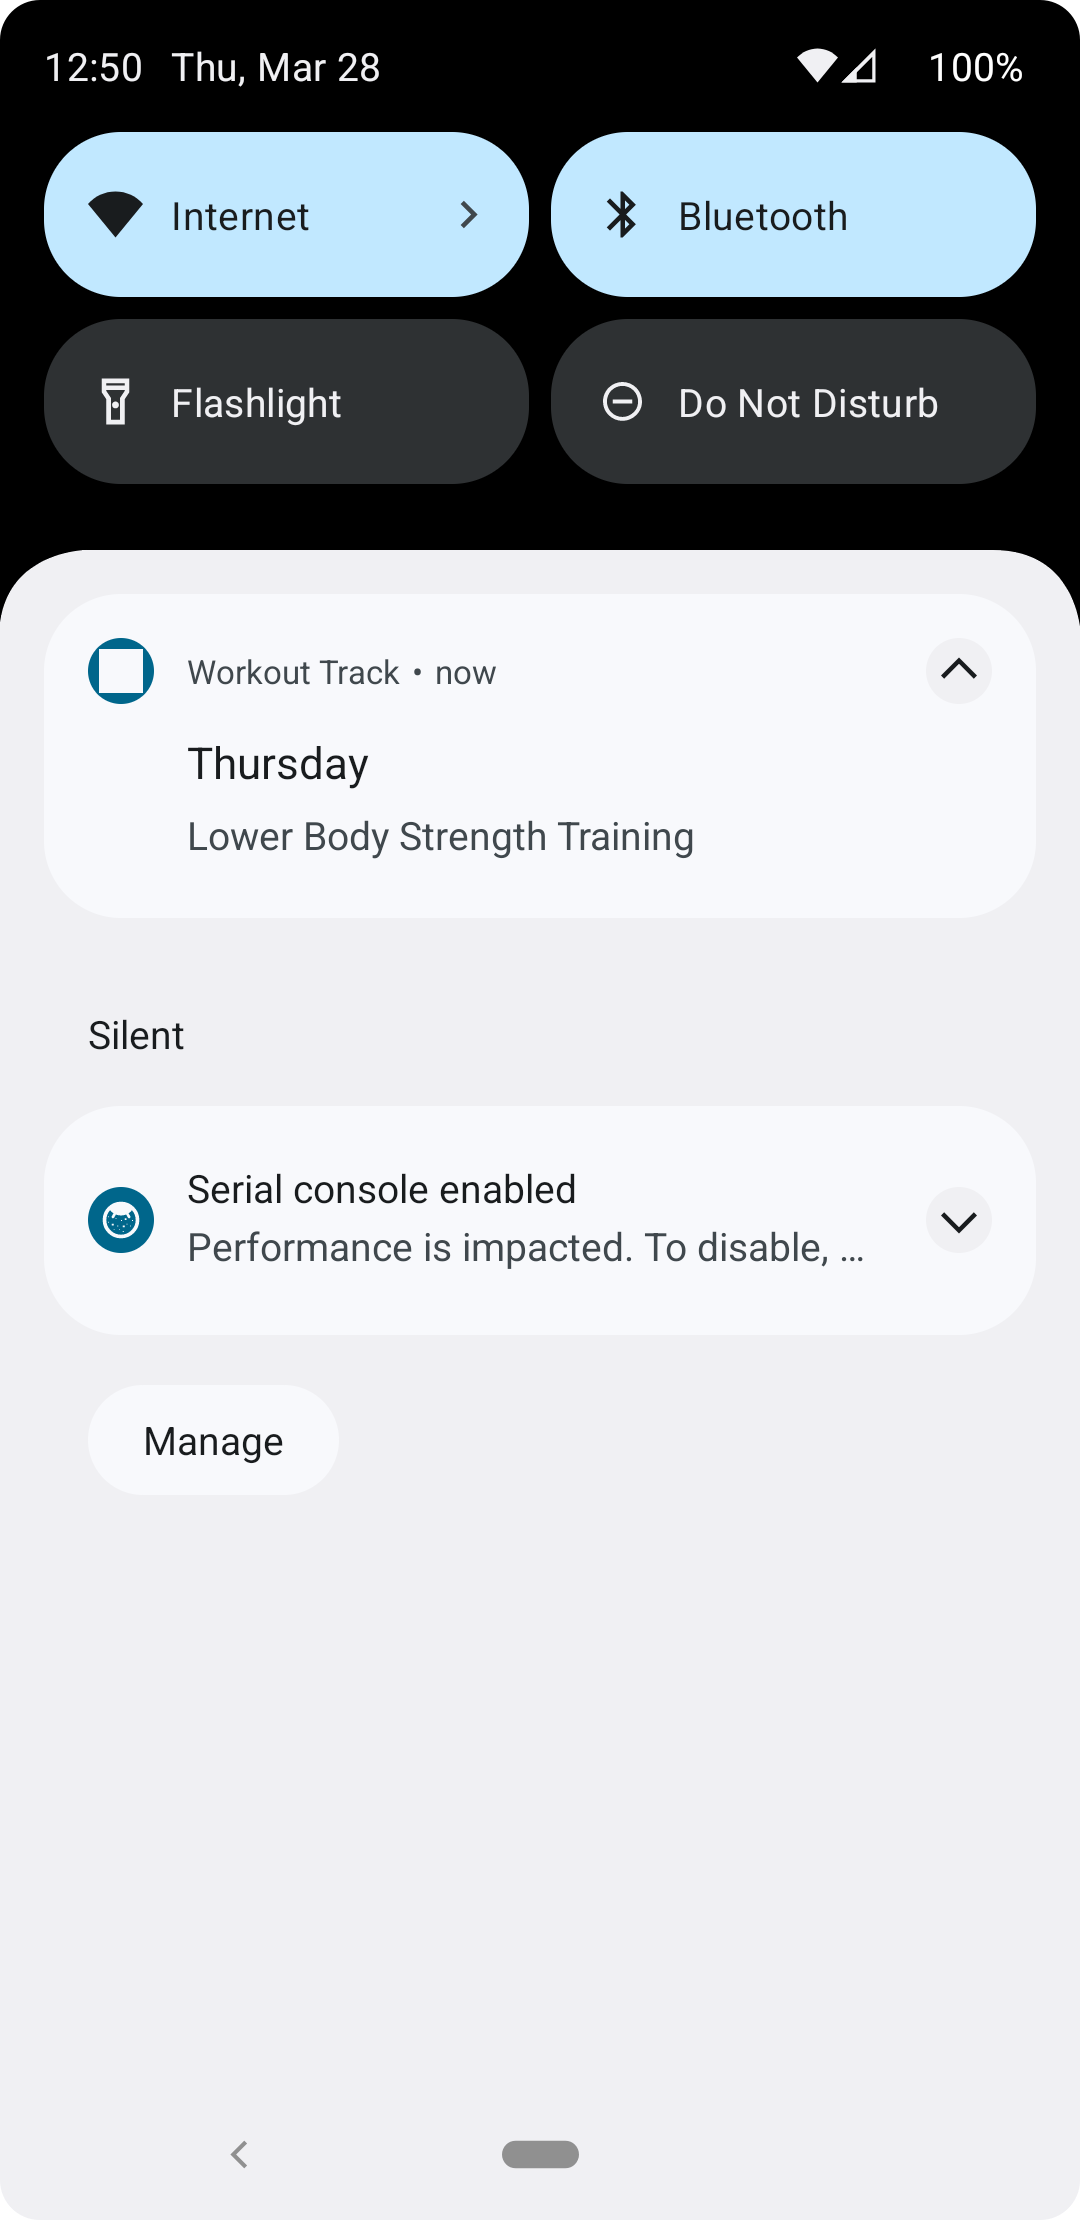 12:50 Thu, Mar 28 100%
Internet
Bluetooth
Flashlight
Do Not Disturb
Workout Track • now
Thursday
Lower Body Strength Training
Silent
Serial console enabled
Performance is impacted. To disable, …
Manage